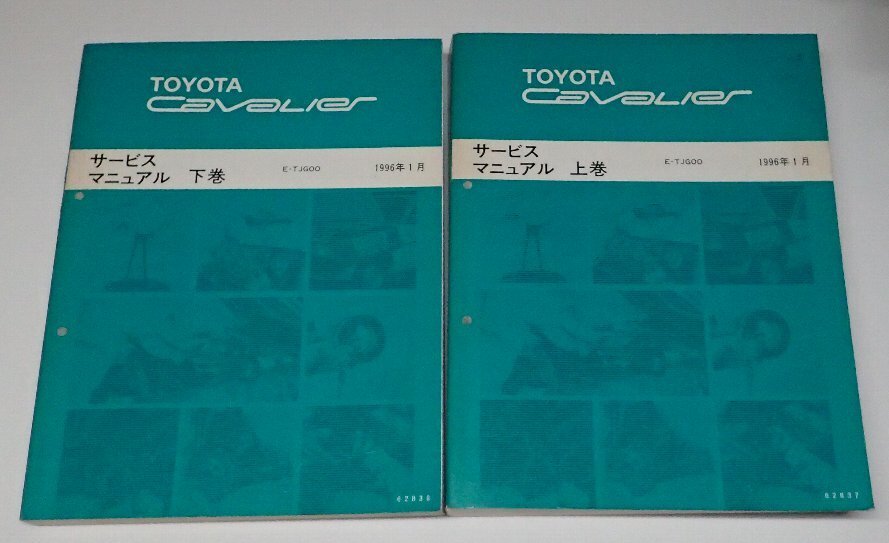 TOYOTA
Cavalier
サービス
マニュアル 下巻
E-TJG00
1996年1月
62838
TOYOTA
Cavalier
サービス
マニュアル 上巻
E-TJG00
1996年1月
62837